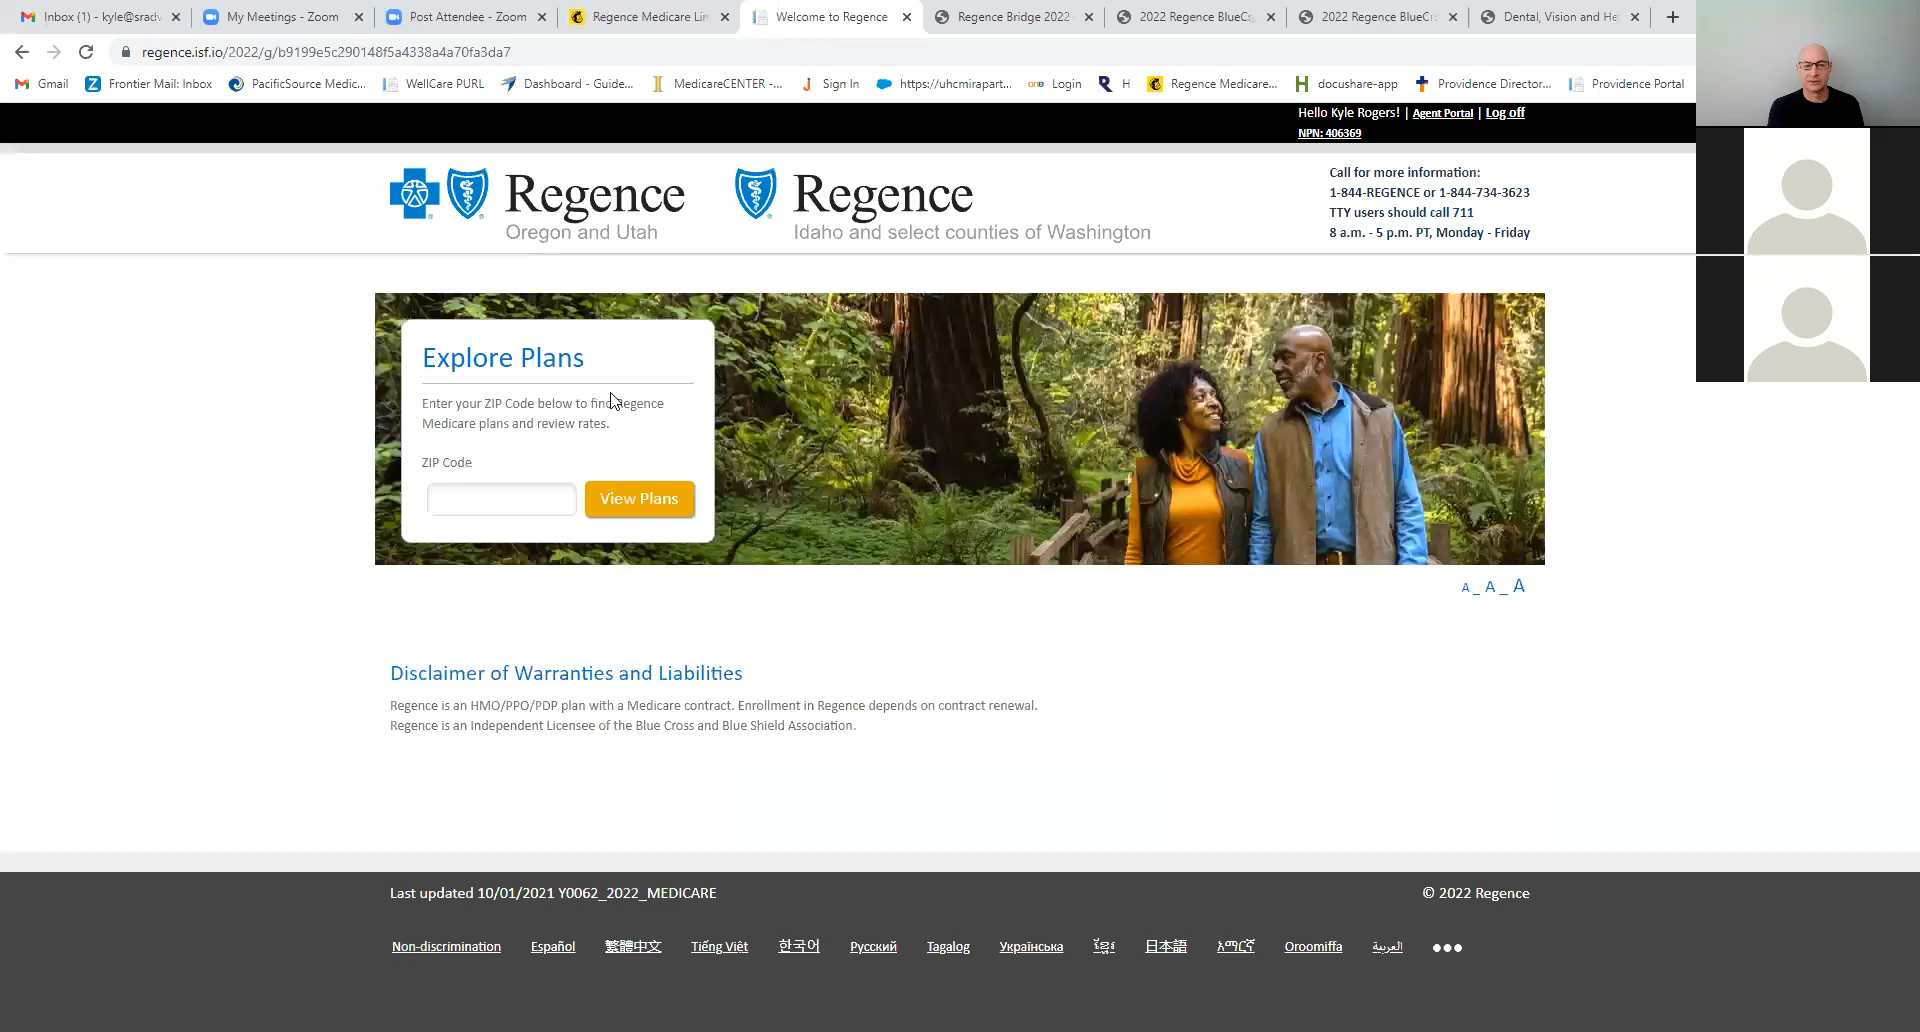 Inbox (1) - kyle@srad
My Meetings - Zoom
Post Attendee - Zoom
Regence Medicare Lin
Welcome to Regence
Regence Bridge 2022
2022 Regence BlueCr
2022 Regence BlueCr
Dental, Vision and He
regence.isf.io/2022/g/b9199e5c290148f5a4338a4a70fa3da7
Gmail
Frontier Mail: Inbox
PacificSource Medic...
WellCare PURL
Dashboard - Guide...
MedicareCENTER -...
Sign In
https://uhcmirapart...
one Login
H
Regence Medicare...
docushare-app
Providence Director...
Providence Portal
Hello Kyle Rogers! | Agent Portal | Log off
NPN: 406369
Regence
Oregon and Utah
Regence
Idaho and select counties of Washington
Call for more information:
1-844-REGENCE or 1-844-734-3623
TTY users should call 711
8 a.m. - 5 p.m. PT, Monday - Friday
Explore Plans
Enter your ZIP Code below to find Regence
Medicare plans and review rates.
ZIP Code
View Plans
A _ A _ A
Disclaimer of Warranties and Liabilities
Regence is an HMO/PPO/PDP plan with a Medicare contract. Enrollment in Regence depends on contract renewal.
Regence is an Independent Licensee of the Blue Cross and Blue Shield Association.
Last updated 10/01/2021 Y0062_2022_MEDICARE
© 2022 Regence
Non-discrimination
Español
繁體中文
Tiếng Việt
한국어
Русский
Tagalog
Українська
ខ្មែរ
日本語
አማርኛ
Oroomiffa
العربية